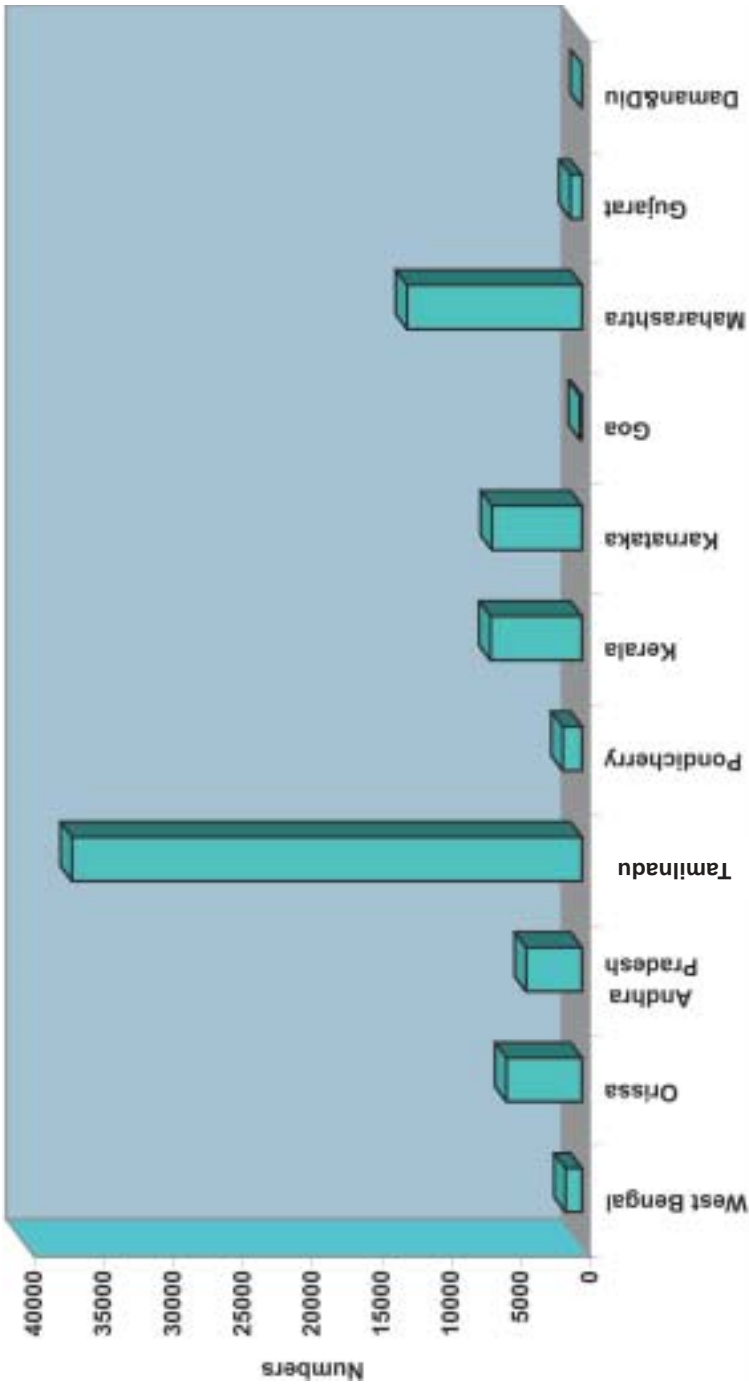 Numbers
40000
35000
30000
25000
20000
15000
10000
5000
0
West Bengal
Orissa
Andhra
Pradesh
Tamilnadu
Pondicherry
Kerala
Karnataka
Goa
Maharashtra
Gujarat
Daman&Diu